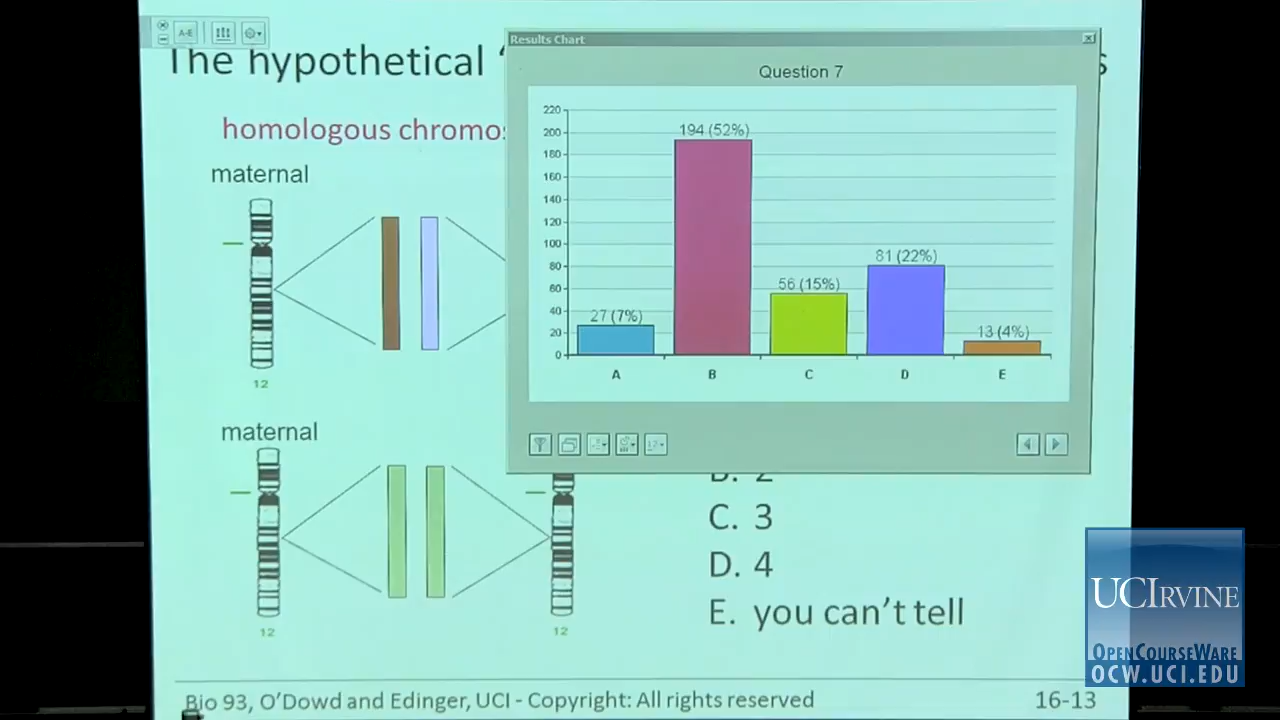 A-E
The hypothetical
Results Chart
Question 7
homologous chromos
220
200
180
160
140
120
100
80
60
40
20
0
27 (7%)
194 (52%)
56 (15%)
81 (22%)
13 (4%)
A B C D E
maternal
12
maternal
12
12
B. 2
C. 3
D. 4
E. you can't tell
Bio 93, O'Dowd and Edinger, UCI - Copyright: All rights reserved
16-13
UCIRVINE
OPENCOURSEWARE
OCW.UCI.EDU